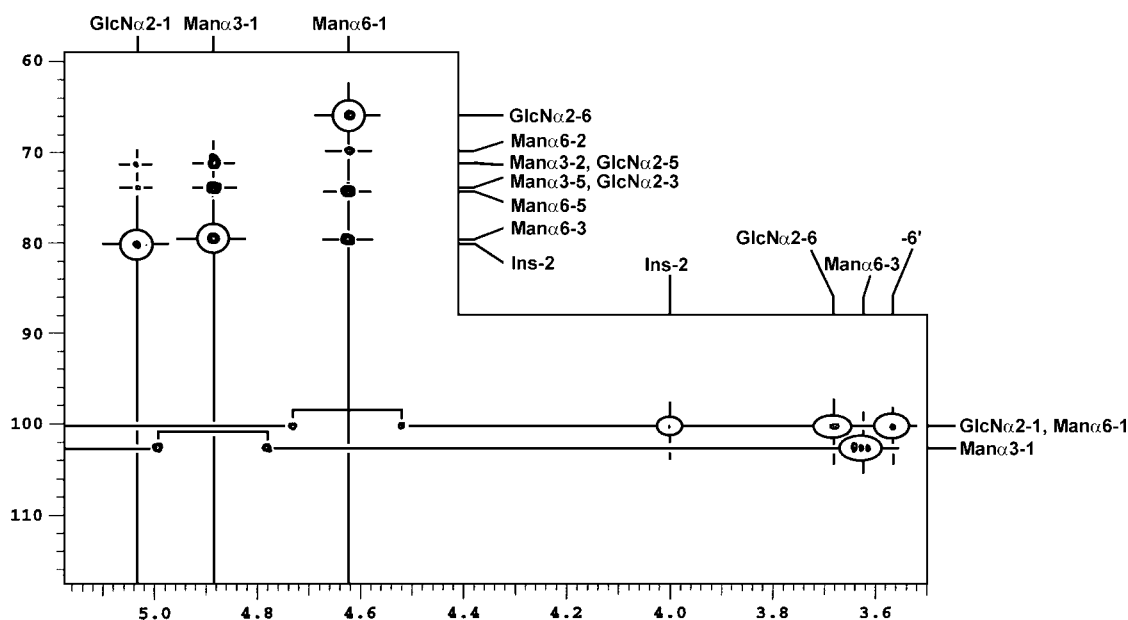 GlcNα2-1 Manα3-1 Manα6-1
60
70
80
90
100
110
GlcNα2-6
Manα6-2
Manα3-2, GlcNα2-5
Manα3-5, GlcNα2-3
Manα6-5
Manα6-3
Ins-2
Ins-2
GlcNα2-6
Manα6-3
-6'
GlcNα2-1, Manα6-1
Manα3-1
5.0 4.8 4.6 4.4 4.2 4.0 3.8 3.6